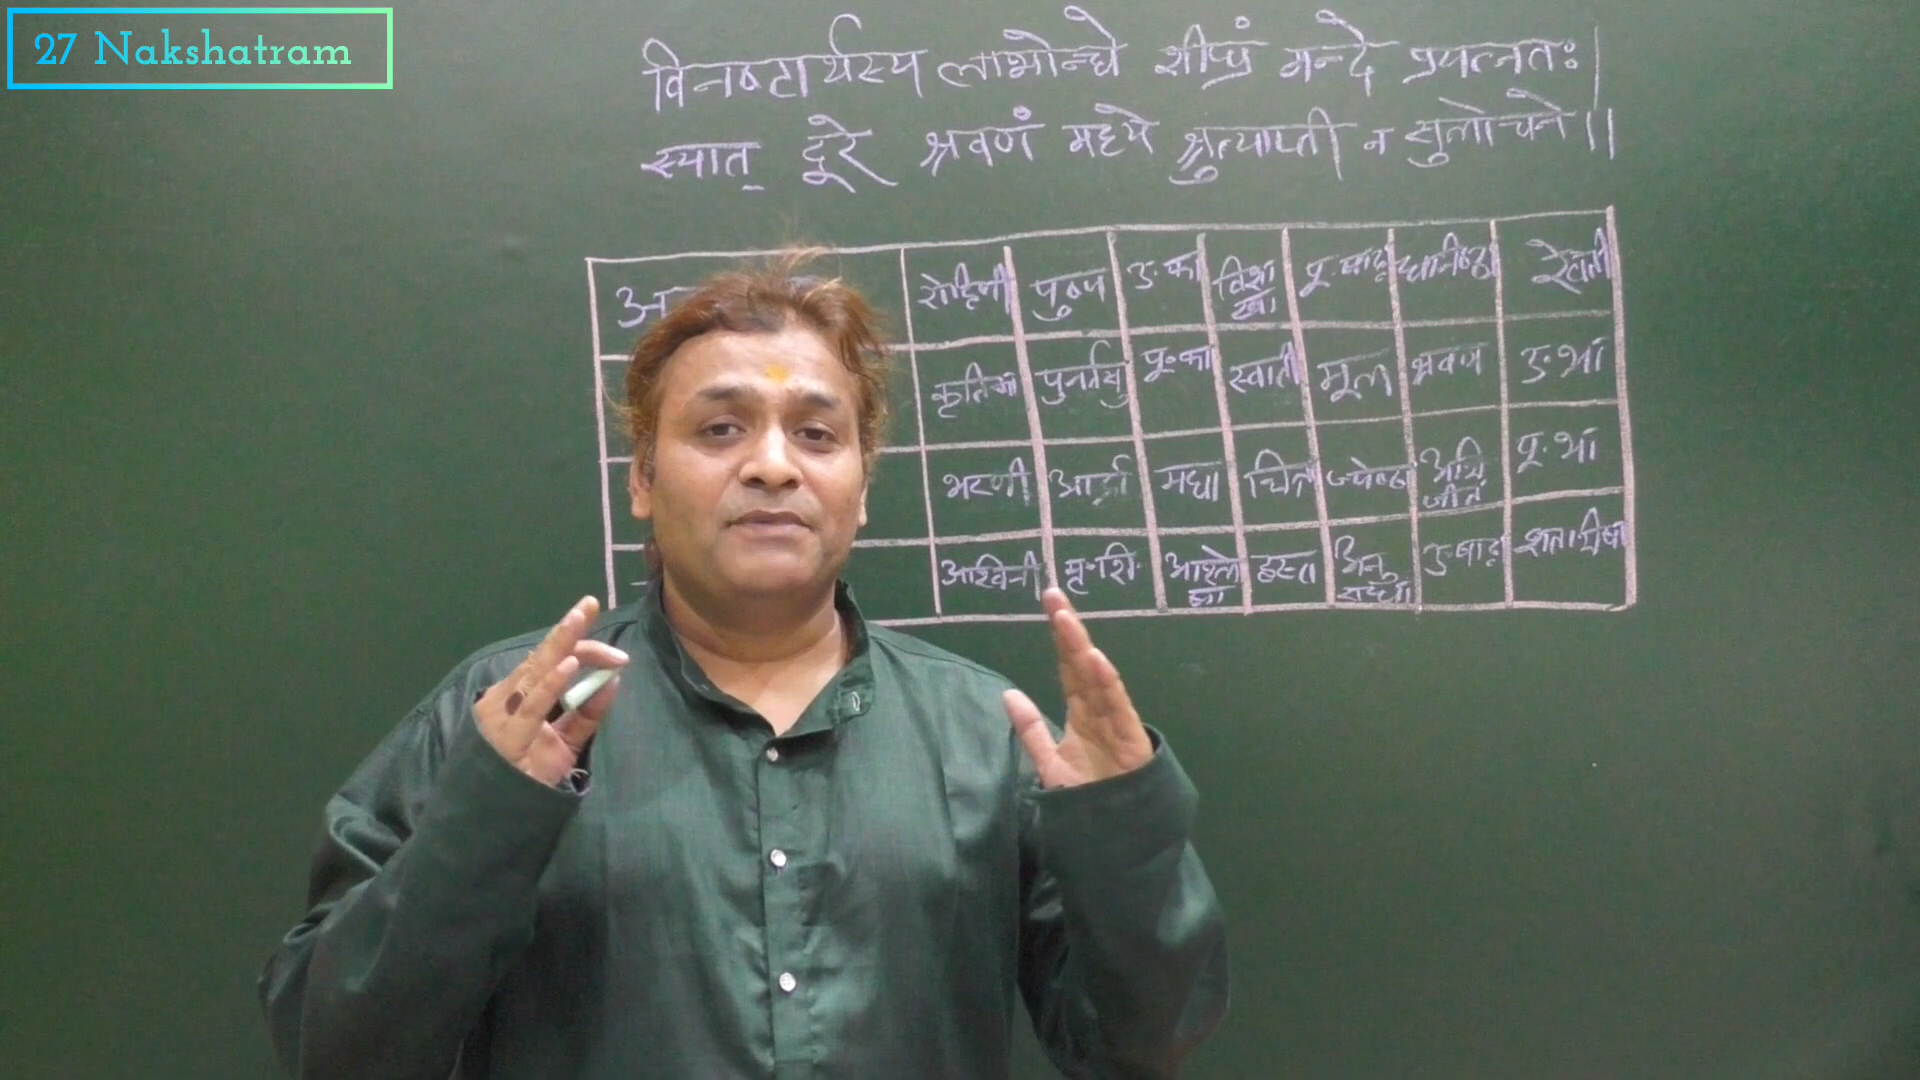 27 Nakshatram
विनष्टार्थस्य लाभोन्धे शीघ्रं मन्दे प्रयत्नतः।
स्यात् दूरे श्रवणं मध्ये श्रुत्याप्ती न सुलोचने॥
रोहिणी पुष्य उ॰फा विशाखा पू॰षाढ़ धनिष्ठा रेवती
कृतिका पुनर्वसु पू॰फा स्वाती मूल श्रवण उ॰भा
भरणी आर्द्रा मघा चित्रा ज्येष्ठा अभिजीत पू॰भा
अश्विनी मृ॰शि॰ आश्लेषा हस्त अनुराधा उ॰षाढ़ शतभिषा